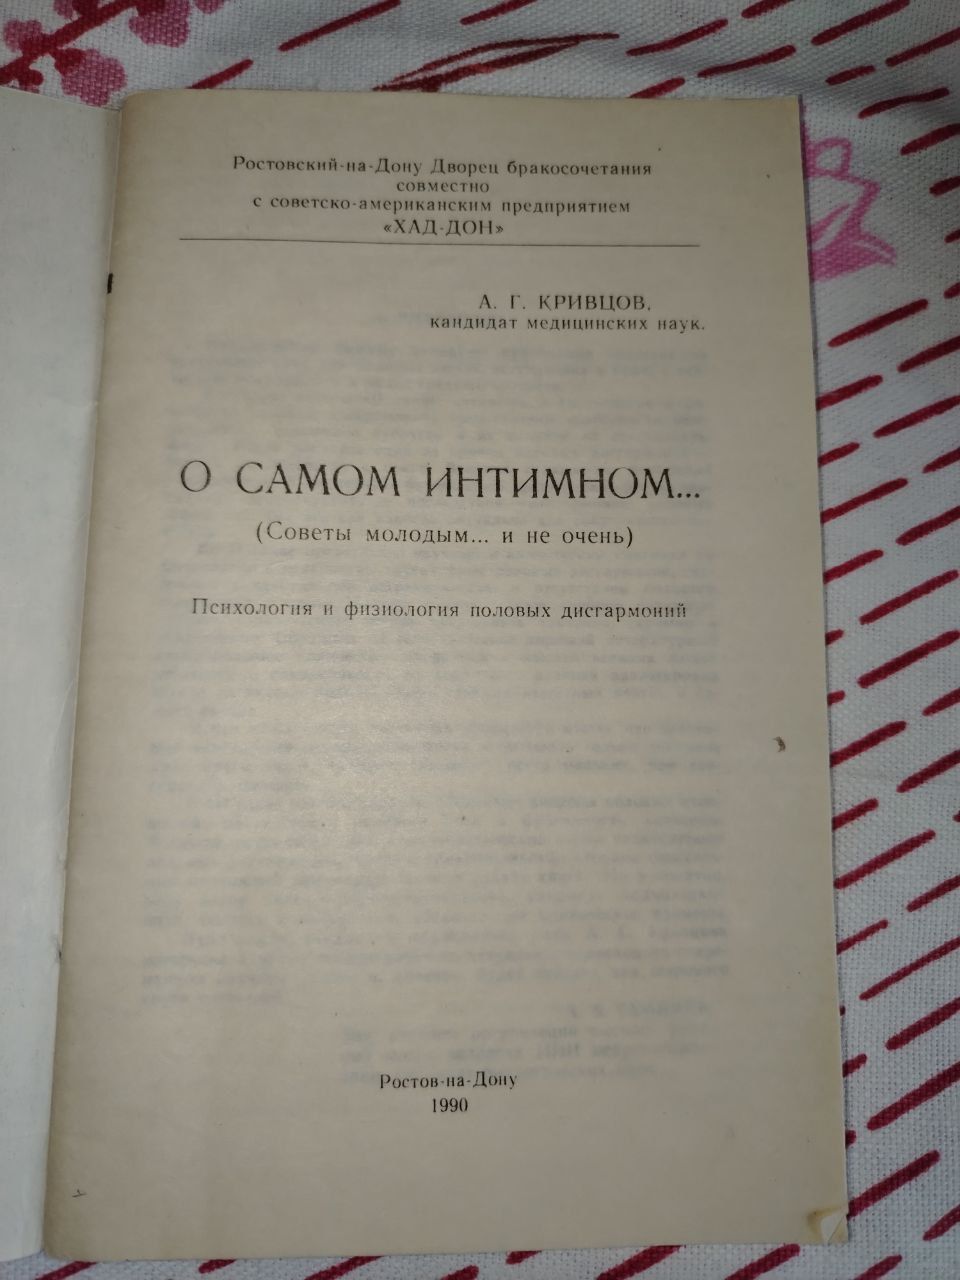 Ростовский-на-Дону Дворец бракосочетания
совместно
с советско-американским предприятием
«ХАД-ДОН»
А. Г. КРИВЦОВ,
кандидат медицинских наук.
О САМОМ ИНТИМНОМ...
(Советы молодым... и не очень)
Психология и физиология половых дисгармоний
Ростов-на-Дону
1990